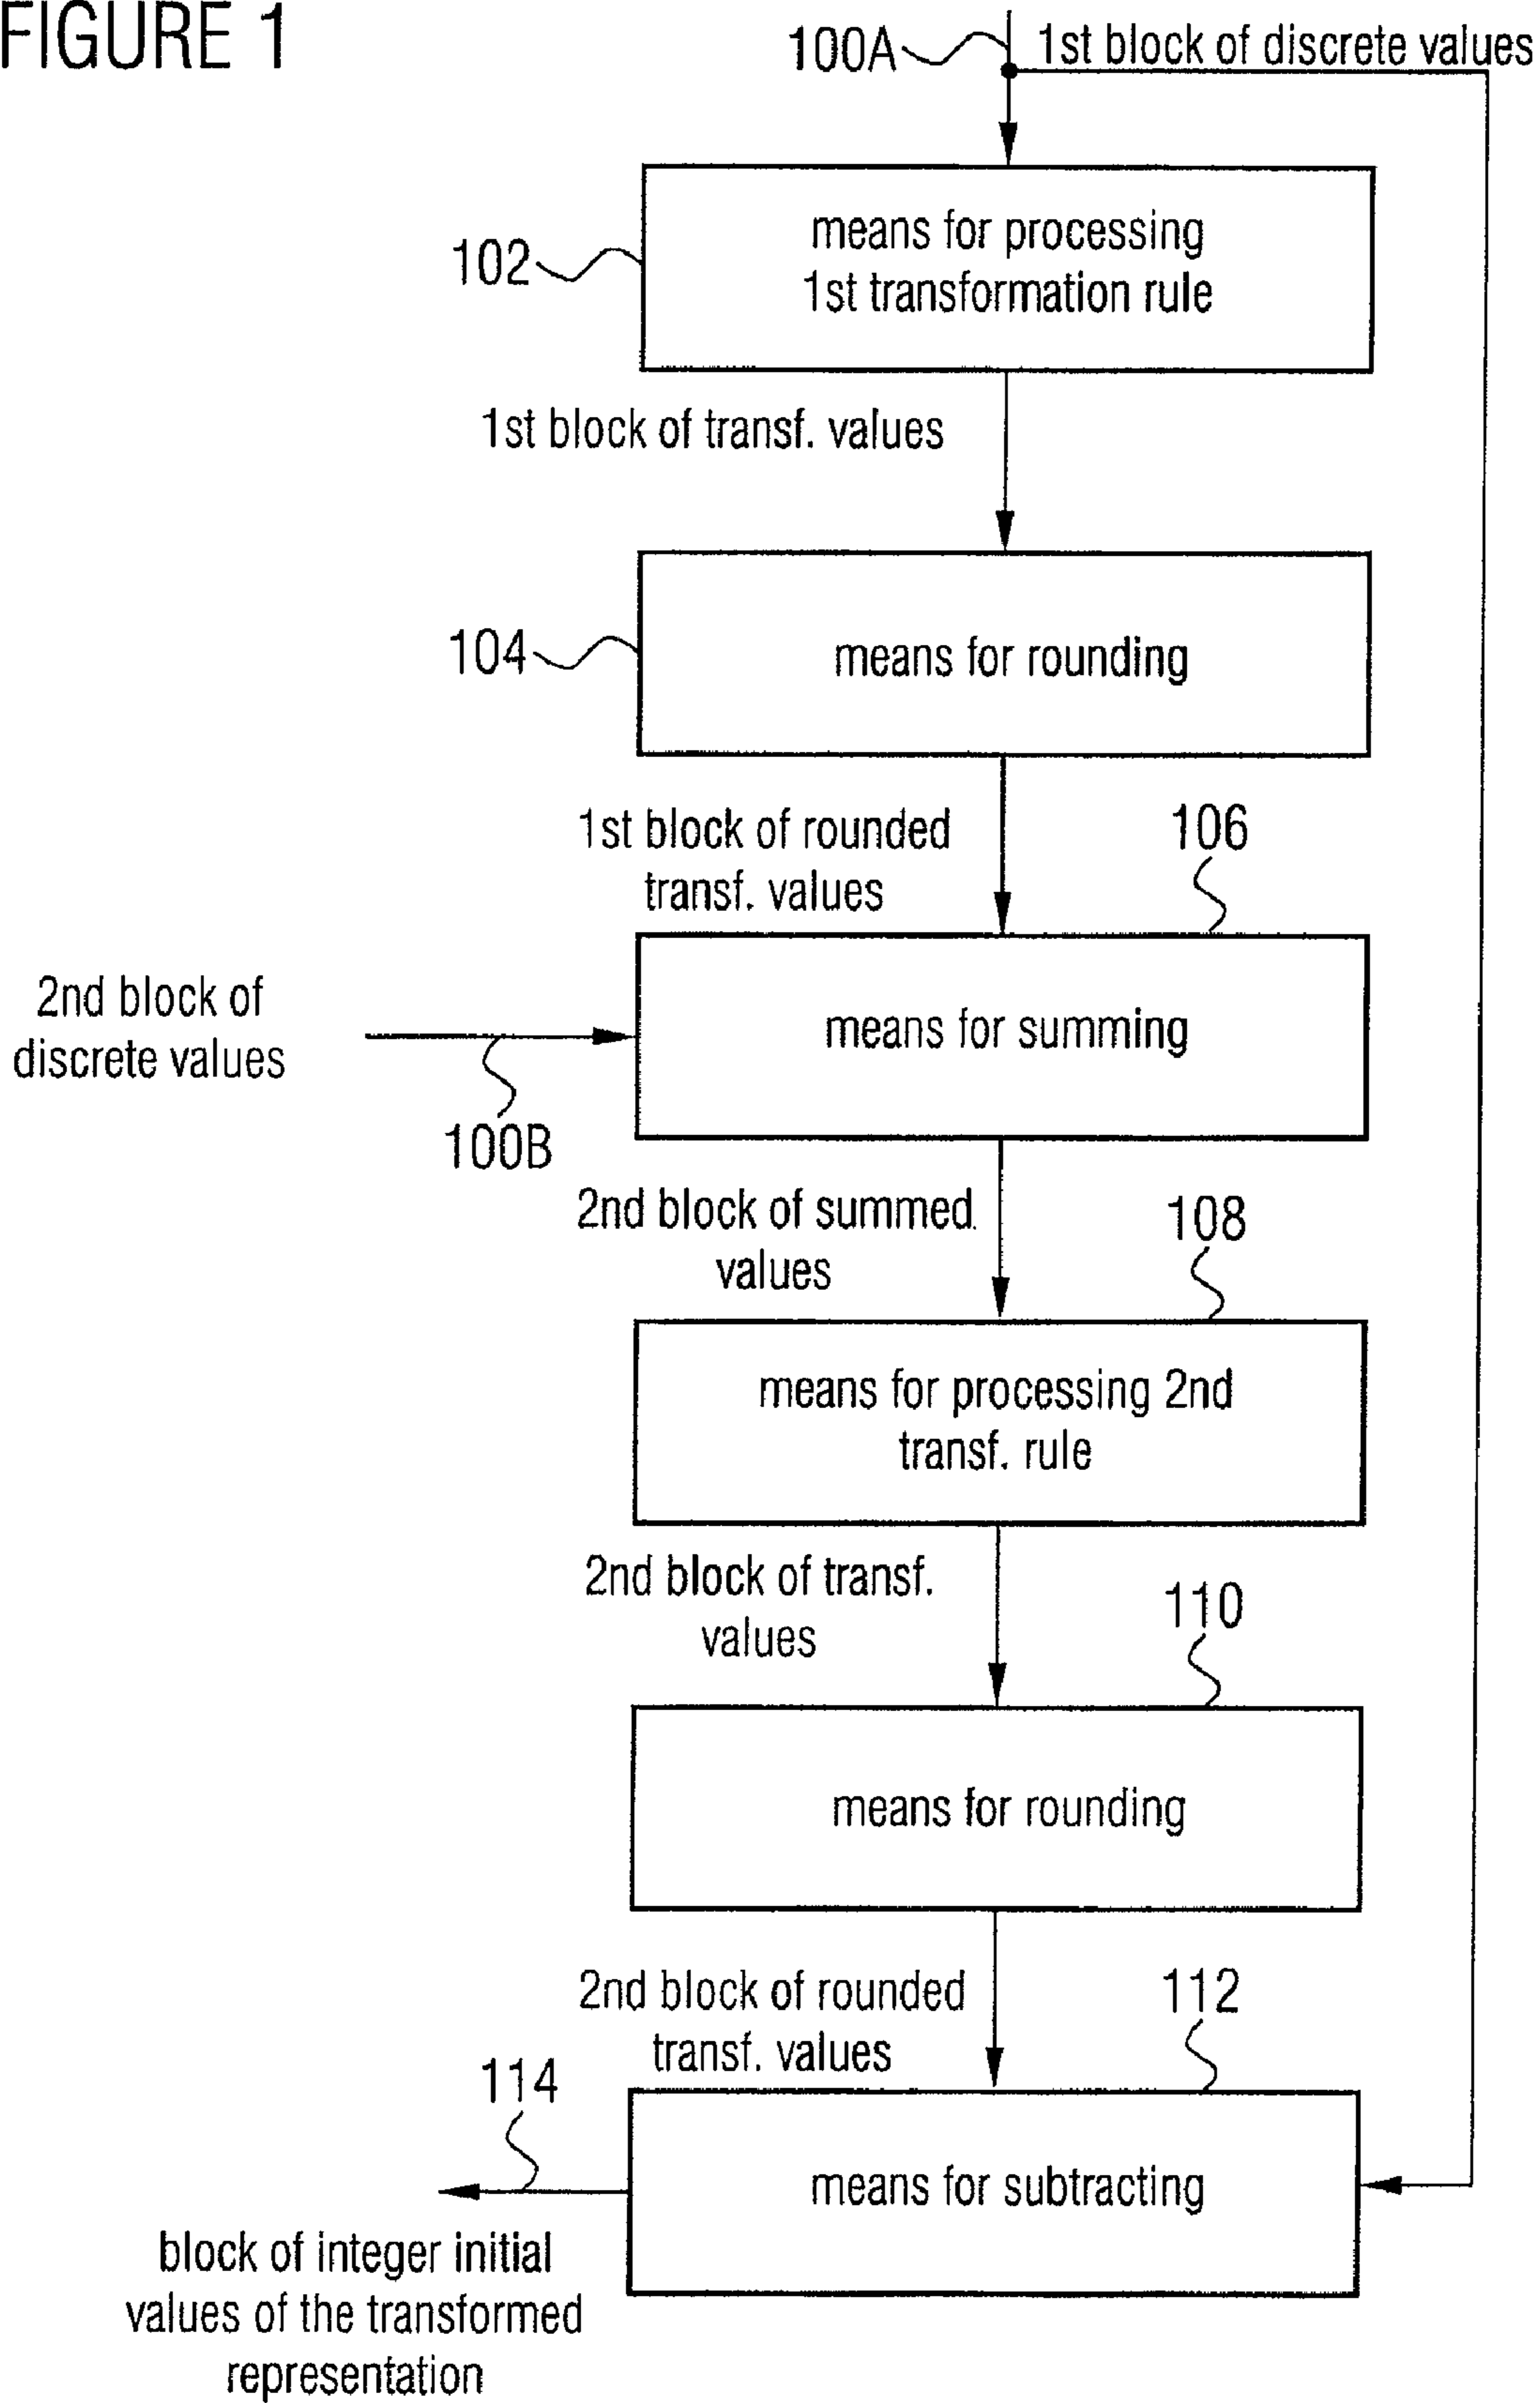 FIGURE 1
100A
1st block of discrete values
102
means for processing
1st transformation rule
1st block of transf. values
104
means for rounding
1st block of rounded
transf. values
106
2nd block of
discrete values
100B
means for summing
2nd block of summed
values
108
means for processing 2nd
transf. rule
2nd block of transf.
values
110
means for rounding
2nd block of rounded
transf. values
112
114
means for subtracting
block of integer initial
values of the transformed
representation